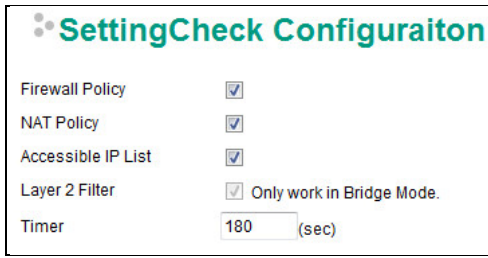 SettingCheck Configuraiton
Firewall Policy
NAT Policy
Accessible IP List
Layer 2 Filter Only work in Bridge Mode.
Timer 180 (sec)